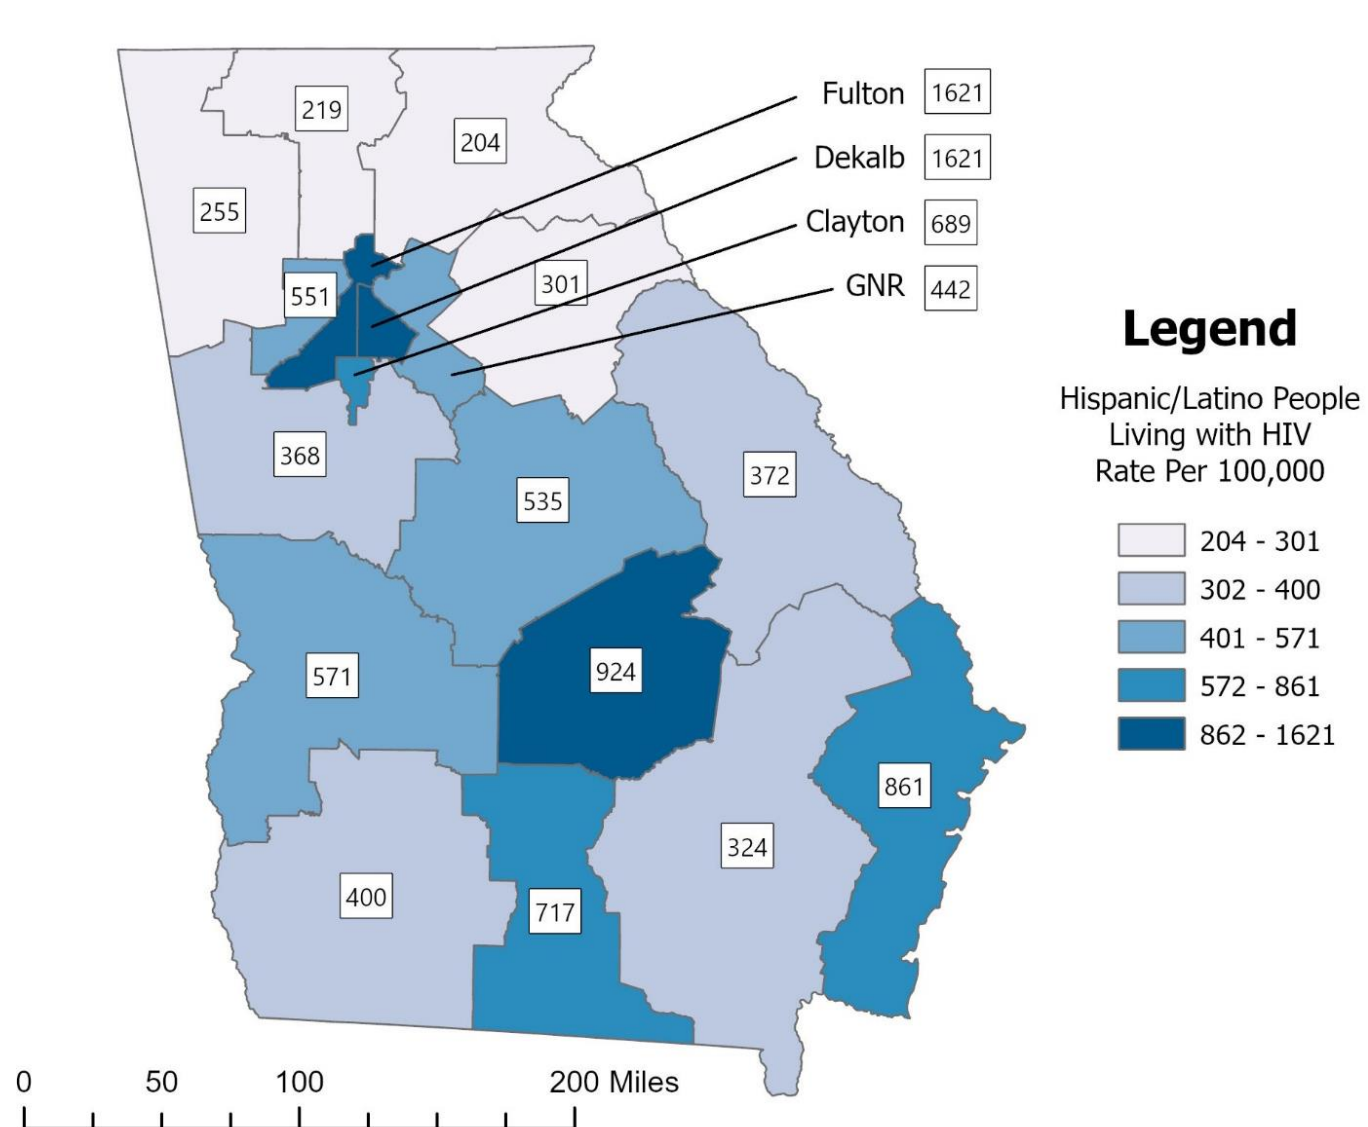 Fulton 1621
219
Dekalb 1621
204
255
Clayton 689
551
301
GNR 442
Legend
Hispanic/Latino People
Living with HIV
Rate Per 100,000
368
372
535
204 - 301
302 - 400
401 - 571
571
924
572 - 861
862 - 1621
861
324
400
717
0 50 100 200 Miles